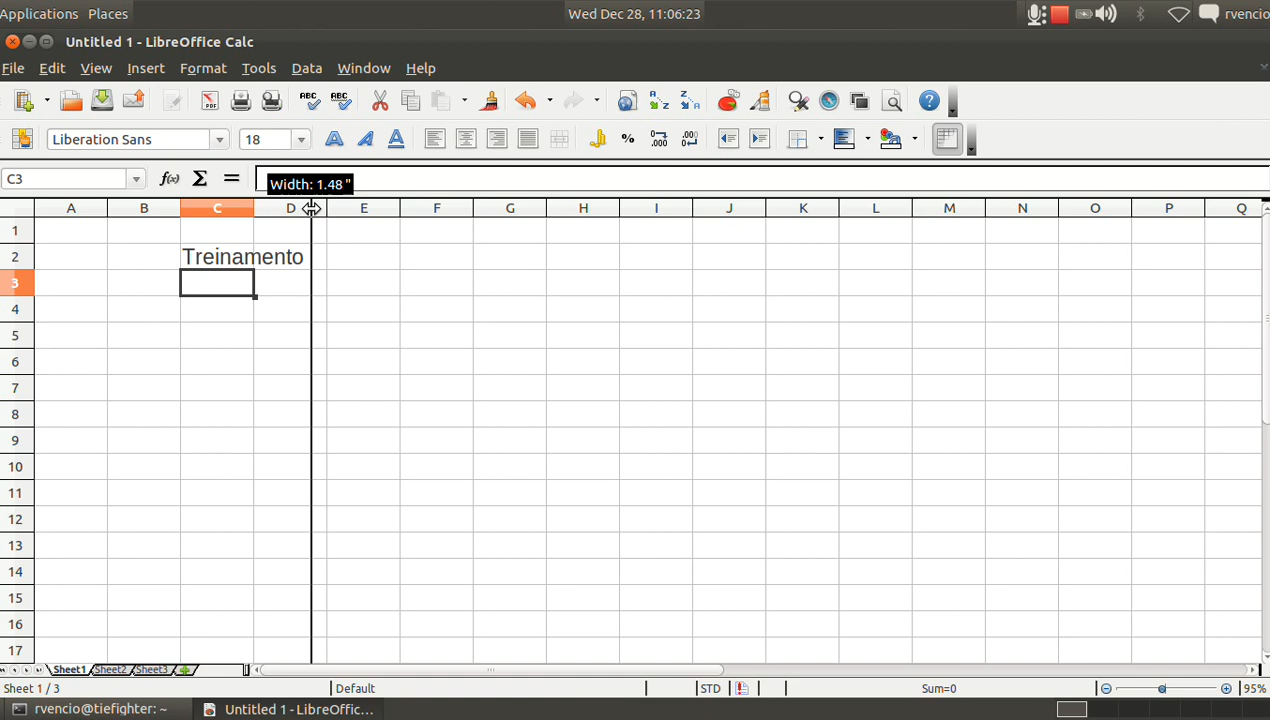 Applications Places Wed Dec 28, 11:06:23 rvencio
Untitled 1 - LibreOffice Calc
File Edit View Insert Format Tools Data Window Help
Liberation Sans 18
C3 Width: 1.48 "
A B C D E F G H I J K L M N O P Q
1
2 Treinamento
3
4
5
6
7
8
9
10
11
12
13
14
15
16
17
Sheet1 Sheet2 Sheet3
Sheet 1 / 3 Default STD Sum=0 95%
rvencio@tiefighter: ~ Untitled 1 - LibreOffic...